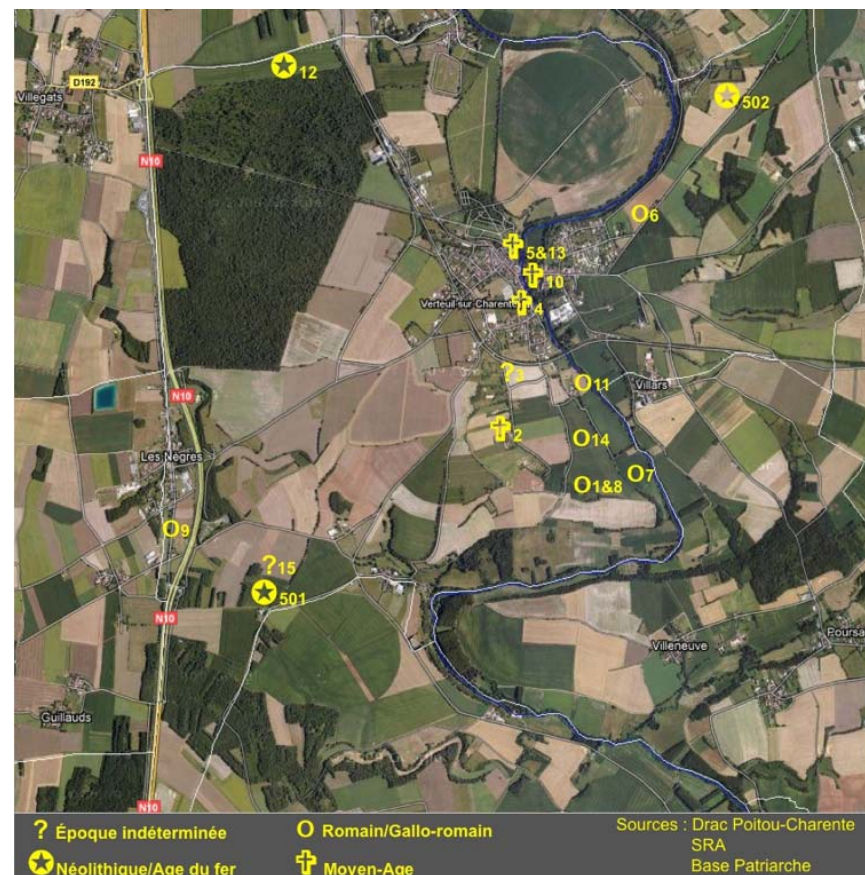 12
D192
Villegats
502
N10
O6
5&13
10
Verteuil-sur-Charente
4
?3
O11
Villars
N10
2
O14
Les Nègres
O7
O1&8
O9
?15
501
N10
Villeneuve
Poursa
Guillauds
N10
? Époque indéterminée
O Romain/Gallo-romain
Sources : Drac Poitou-Charente
SRA
Néolithique/Age du fer
Moyen-Age
Base Patriarche